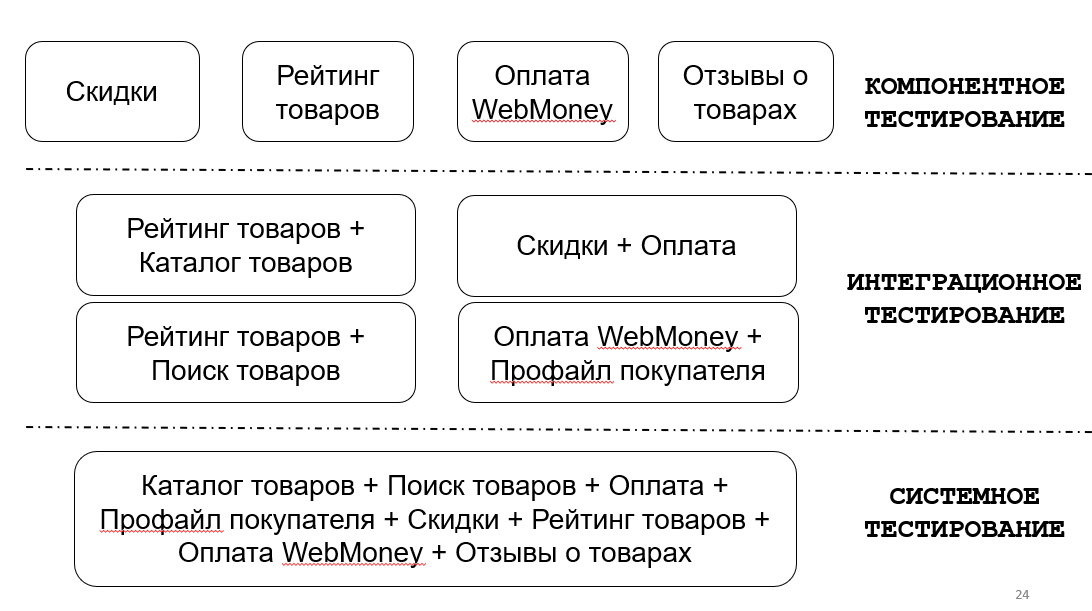 Скидки
Рейтинг
товаров
Оплата
WebMoney
Отзывы о
товарах
КОМПОНЕНТНОЕ
ТЕСТИРОВАНИЕ
Рейтинг товаров +
Каталог товаров
Скидки + Оплата
Рейтинг товаров +
Поиск товаров
Оплата WebMoney +
Профайл покупателя
ИНТЕГРАЦИОННОЕ
ТЕСТИРОВАНИЕ
Каталог товаров + Поиск товаров + Оплата +
Профайл покупателя + Скидки + Рейтинг товаров +
Оплата WebMoney + Отзывы о товарах
СИСТЕМНОЕ
ТЕСТИРОВАНИЕ
24